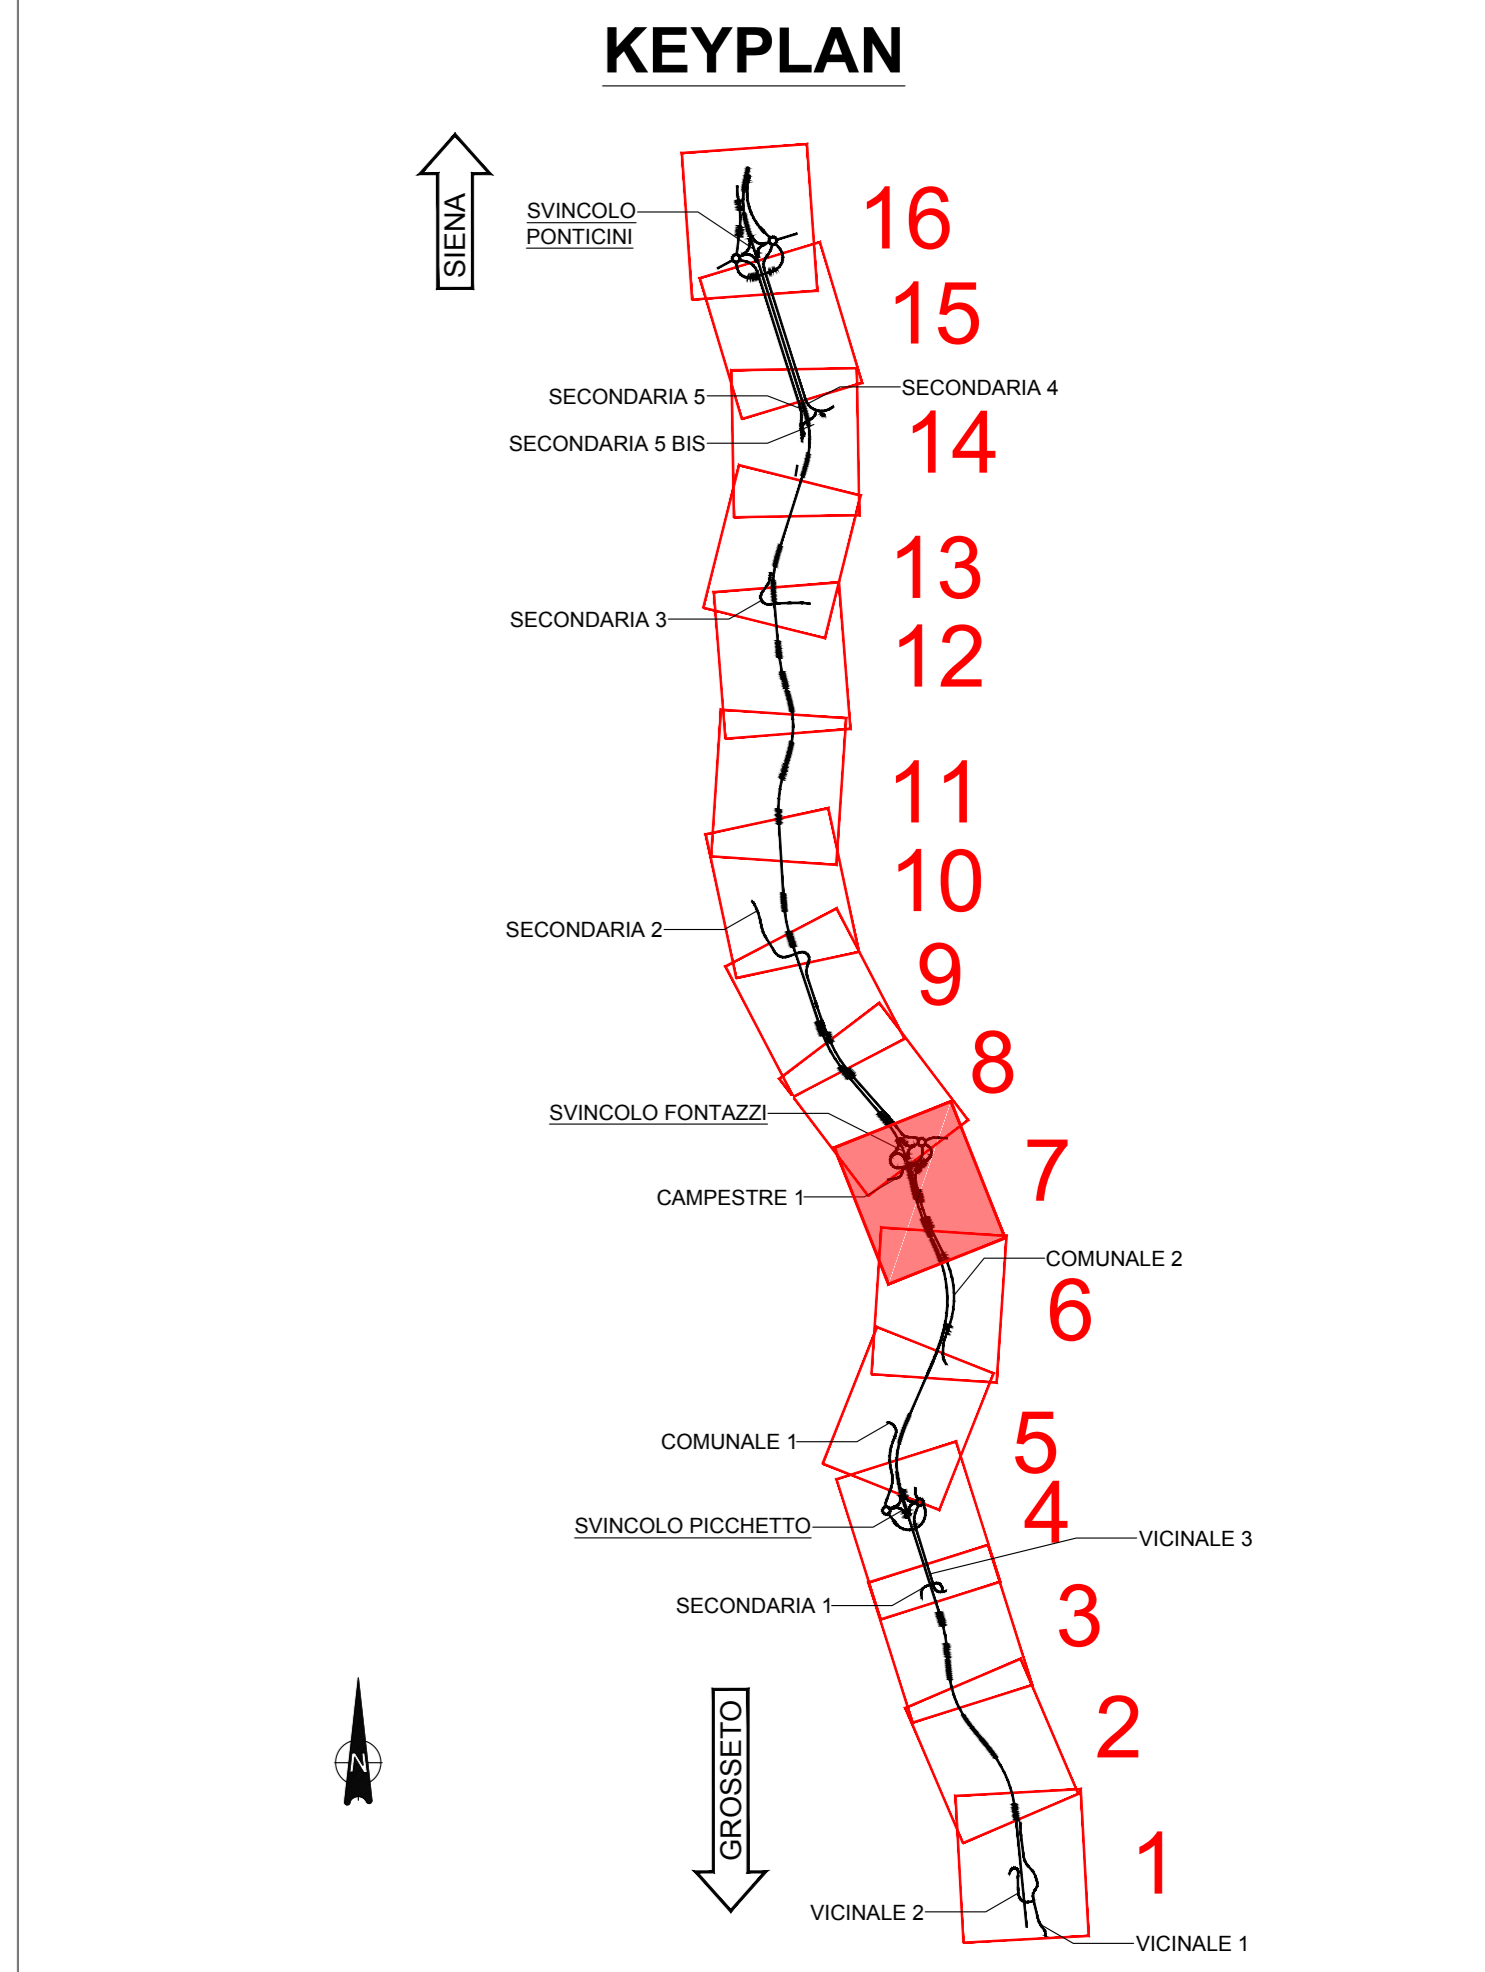 KEYPLAN
SIENA
SVINCOLO
PONTICINI
16
15
SECONDARIA 5
SECONDARIA 4
SECONDARIA 5 BIS
14
13
SECONDARIA 3
12
11
10
SECONDARIA 2
9
8
SVINCOLO FONTAZZI
7
CAMPESTRE 1
COMUNALE 2
6
COMUNALE 1
5
4
SVINCOLO PICCHETTO
VICINALE 3
SECONDARIA 1
3
2
GROSSETO
N
1
VICINALE 2
VICINALE 1